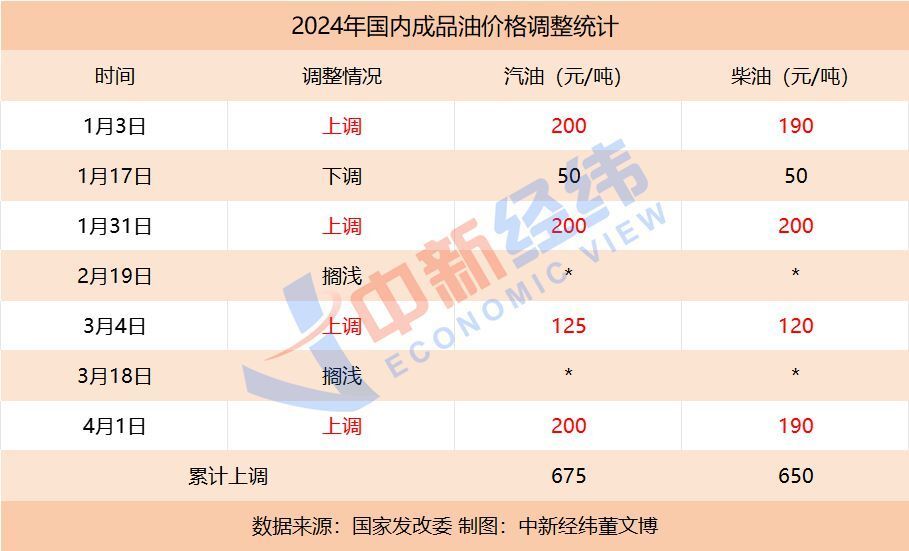 2024年国内成品油价格调整统计
时间 调整情况 汽油（元/吨） 柴油（元/吨）
1月3日 上调 200 190
1月17日 下调 50 50
1月31日 上调 200 200
2月19日 搁浅 * *
3月4日 上调 125 120
3月18日 搁浅 * *
4月1日 上调 200 190
累计上调 675 650
数据来源：国家发改委 制图：中新经纬董文博
中新经纬
ECONOMIC VIEW